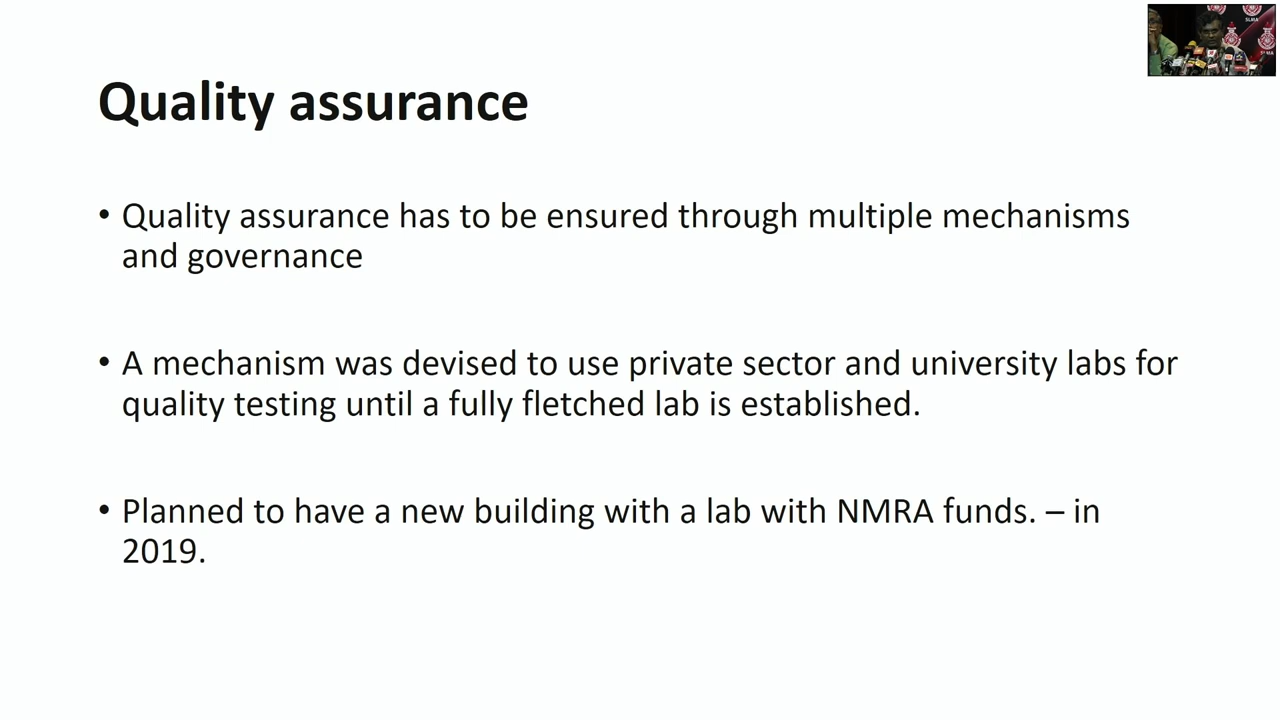 Quality assurance
• Quality assurance has to be ensured through multiple mechanisms
and governance
• A mechanism was devised to use private sector and university labs for
quality testing until a fully fletched lab is established.
• Planned to have a new building with a lab with NMRA funds. – in
2019.
SLMA